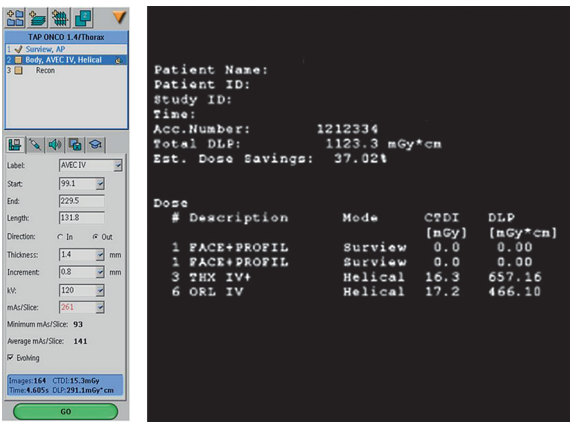 TAP ONCO 1.4/Thorax
1 Surview, AP
2 Body, AVEC IV, Helical
3 Recon
Label: AVEC IV
Start: 99.1
End: 229.5
Length: 131.8
Direction: In Out
Thickness: 1.4 mm
Increment: 0.8 mm
kV: 120
mAs/Slice: 261
Minimum mAs/Slice: 93
Average mAs/Slice: 141
Evolving
Images:164 CTDI:15.3mGy
Time:4.605s DLP:291.1mGy*cm
GO
Patient Name:
Patient ID:
Study ID:
Time:
Acc.Number: 1212334
Total DLP: 1123.3 mGy*cm
Est. Dose Savings: 37.02%
Dose
# Description Mode CTDI DLP
[mGy] [mGy*cm]
1 FACE+PROFIL Surview 0.0 0.00
1 FACE+PROFIL Surview 0.0 0.00
3 THX IV+ Helical 16.3 657.16
6 ORL IV Helical 17.2 466.10